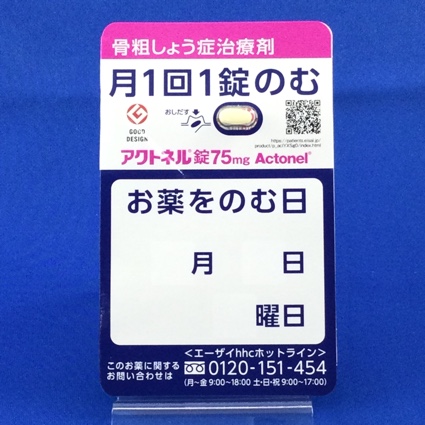 骨粗しょう症治療剤
月1回1錠のむ
おしだす
GOOD
DESIGN
アクトネル®錠75mg Actonel®
お薬をのむ日
月 日
曜日
<エーザイhhcホットライン>
このお薬に関する
お問い合わせは
0120-151-454
(月～金 9:00～18:00 土・日・祝 9:00～17:00)